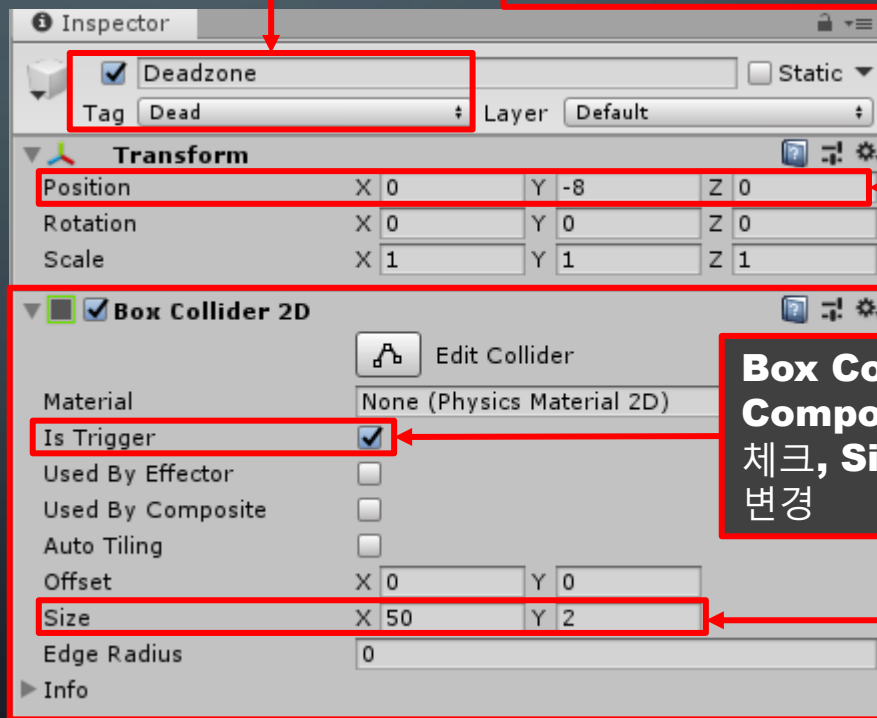 Inspector
Deadzone Static
Tag Dead Layer Default
Transform
Position X 0 Y -8 Z 0
Rotation X 0 Y 0 Z 0
Scale X 1 Y 1 Z 1
Box Collider 2D
Edit Collider
Material None (Physics Material 2D)
Is Trigger
Used By Effector
Used By Composite
Auto Tiling
Offset X 0 Y 0
Size X 50 Y 2
Edge Radius 0
Info
Box
체크,
변경